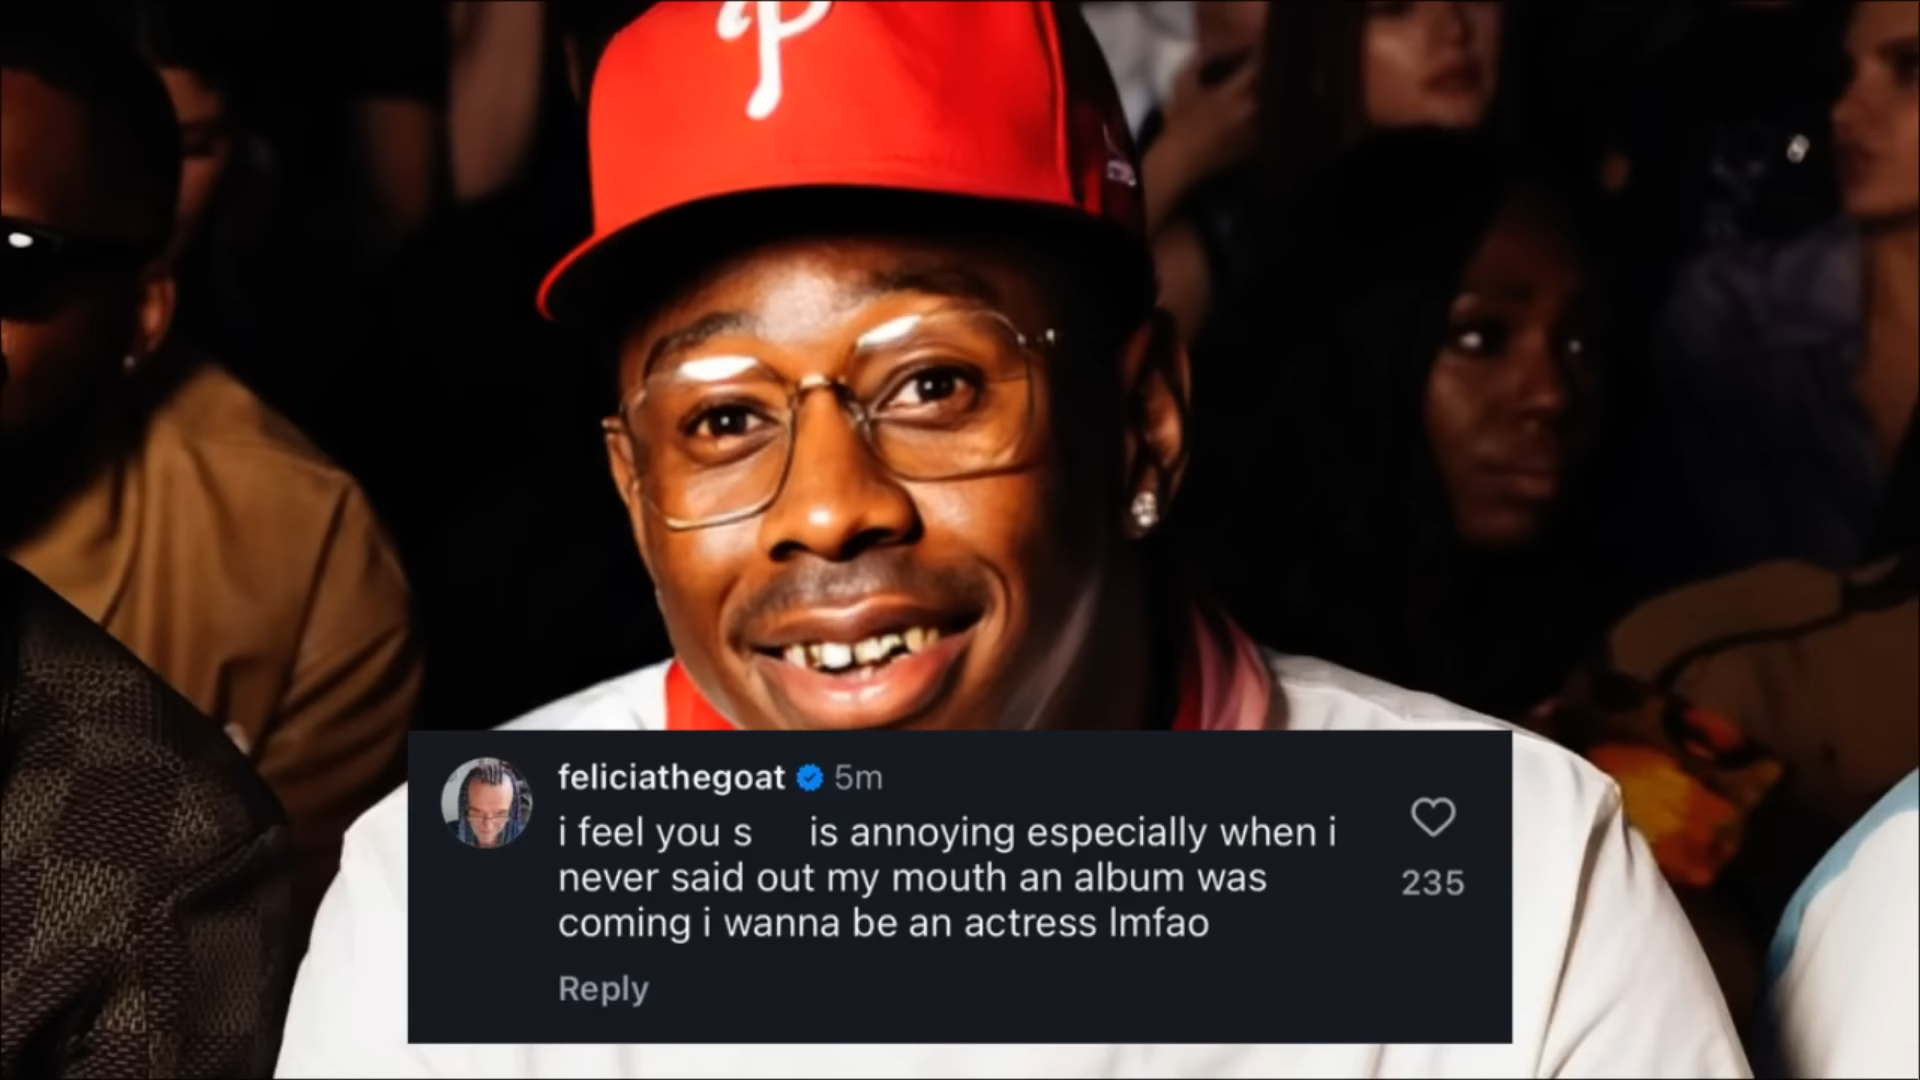 P
feliciathegoat 5m
i feel you s is annoying especially when i
never said out my mouth an album was
coming i wanna be an actress lmfao
235
Reply